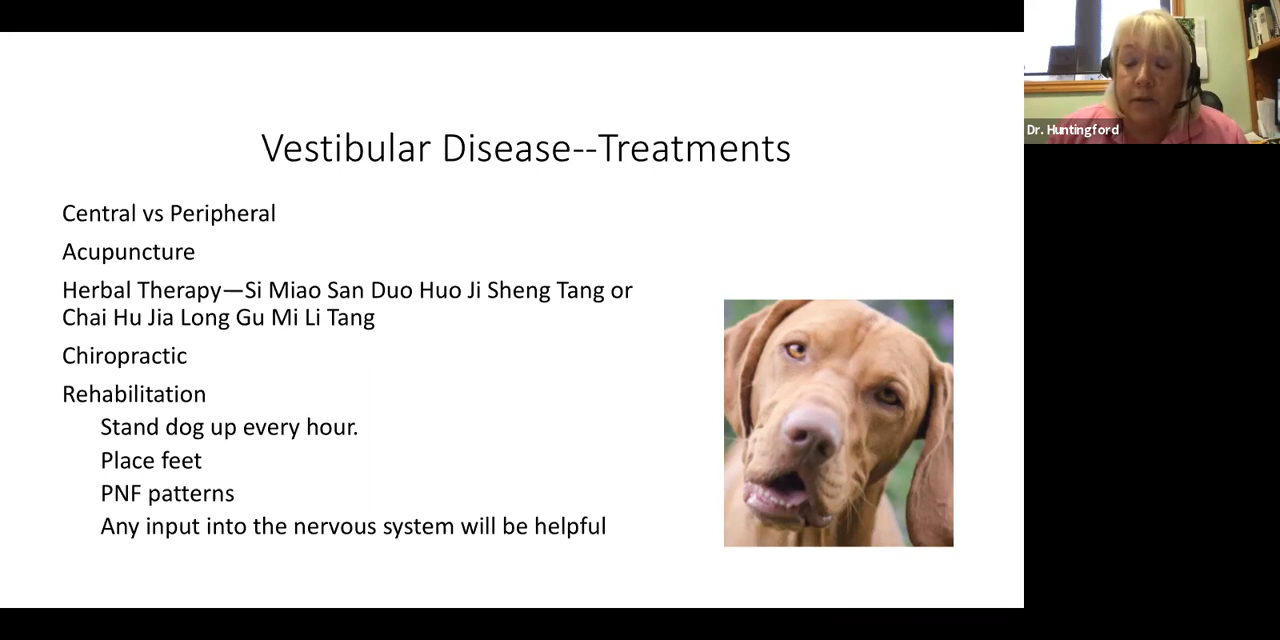 Vestibular Disease--Treatments
Central vs Peripheral
Acupuncture
Herbal Therapy—Si Miao San Duo Huo Ji Sheng Tang or
Chai Hu Jia Long Gu Mi Li Tang
Chiropractic
Rehabilitation
Stand dog up every hour.
Place feet
PNF patterns
Any input into the nervous system will be helpful
Dr. Huntingford